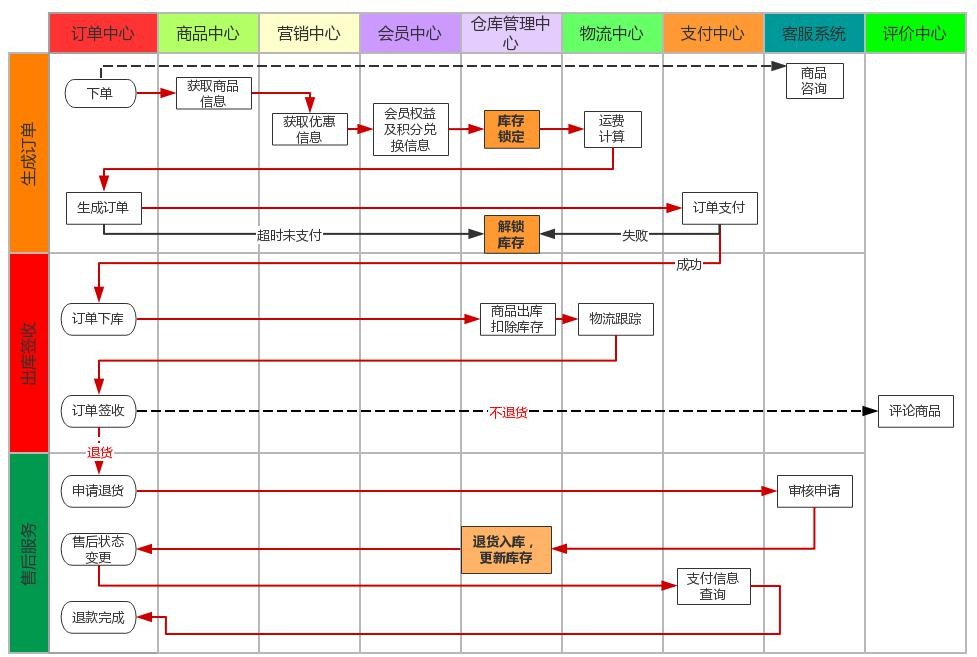 订单中心
商品中心
营销中心
会员中心
仓库管理中
心
物流中心
支付中心
客服系统
评价中心
生成订单
下单
获取商品
信息
商品
咨询
获取优惠
信息
会员权益
及积分兑
换信息
库存
锁定
运费
计算
生成订单
订单支付
超时未支付
解锁
库存
失败
成功
出库签收
订单下库
商品出库
扣除库存
物流跟踪
订单签收
不退货
评论商品
退货
售后服务
申请退货
审核申请
售后状态
变更
退货入库，
更新库存
支付信息
查询
退款完成